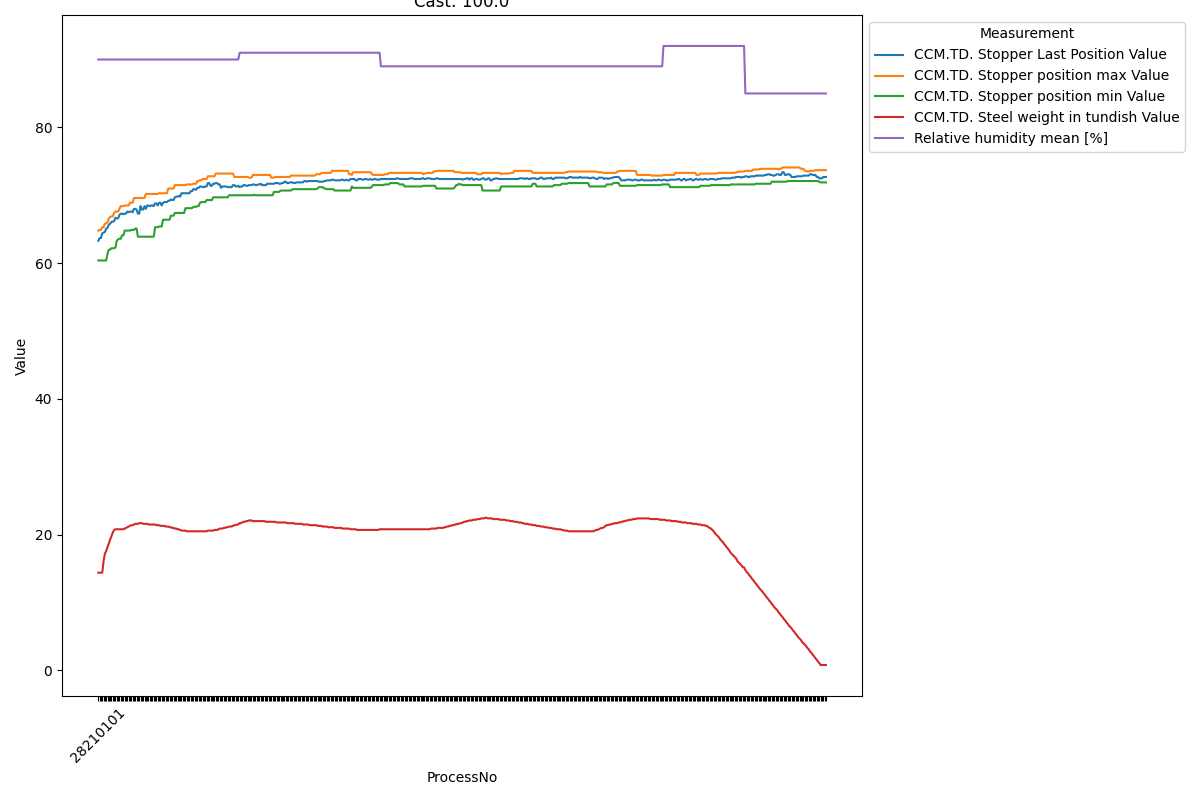 Cast: 100.0
Measurement
CCM.TD. Stopper Last Position Value
CCM.TD. Stopper position max Value
CCM.TD. Stopper position min Value
CCM.TD. Steel weight in tundish Value
Relative humidity mean [%]
Value
80
60
40
20
0
28210101
ProcessNo